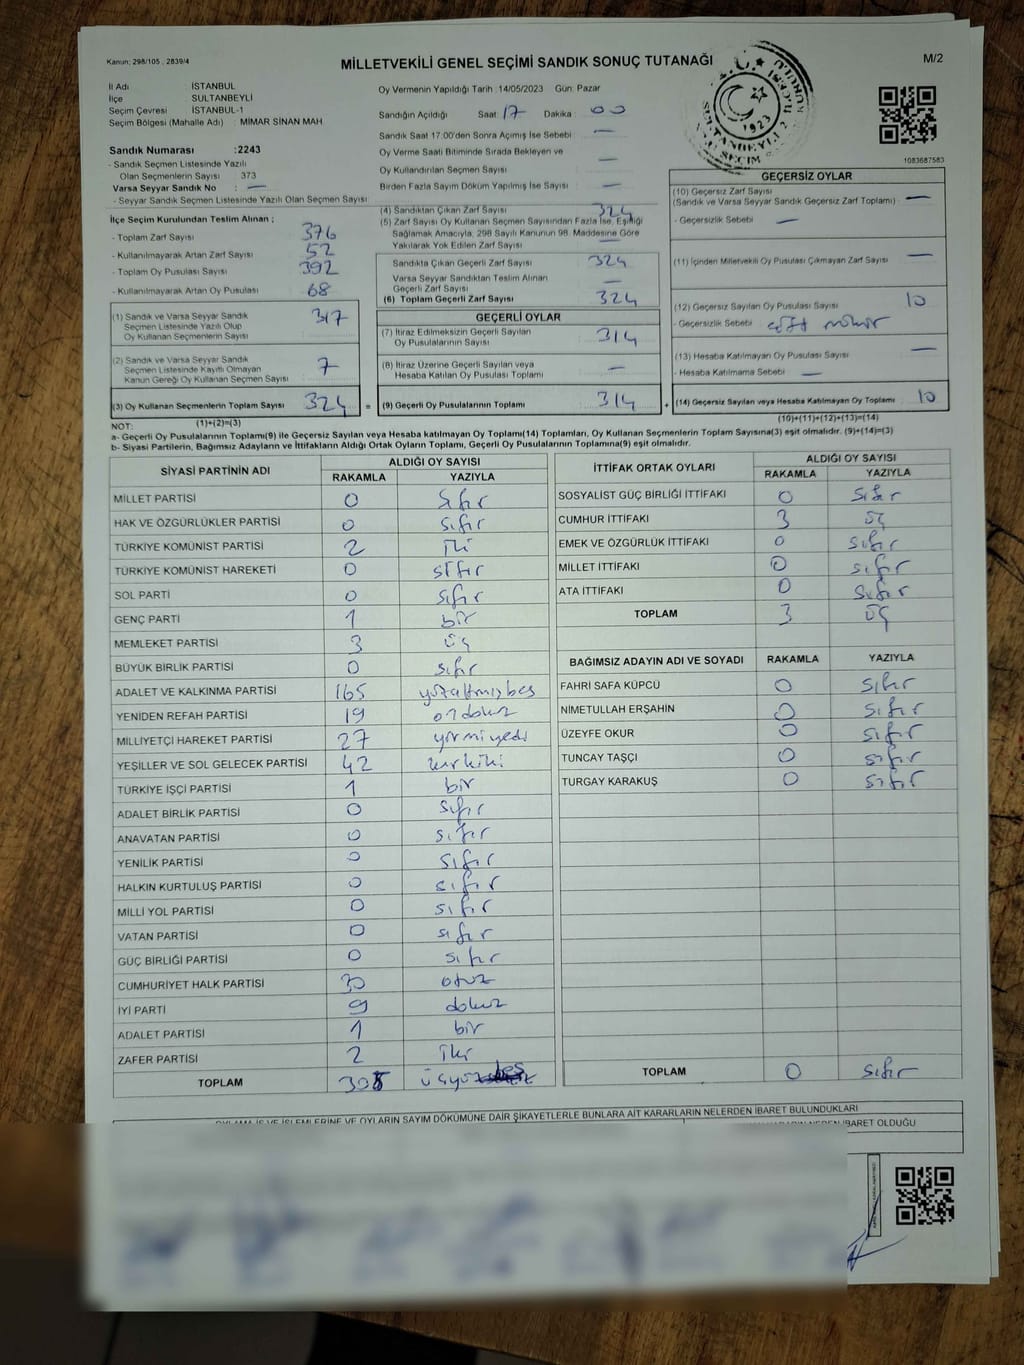 Kanun; 298/105 , 2839/4
MİLLETVEKİLİ GENEL SEÇİMİ SANDIK SONUÇ TUTANAĞI
M/2
İl Adı İSTANBUL
İlçe SULTANBEYLİ
Seçim Çevresi İSTANBUL-1
Seçim Bölgesi (Mahalle Adı) : MİMAR SİNAN MAH
Sandık Numarası :2243
- Sandık Seçmen Listesinde Yazılı
Olan Seçmenlerin Sayısı 373
Varsa Seyyar Sandık No : —
- Seyyar Sandık Seçmen Listesinde Yazılı Olan Seçmen Sayısı
Oy Vermenin Yapıldığı Tarih :14/05/2023 Gün: Pazar
Sandığın Açıldığı Saat 17 Dakika 00
Sandık Saat 17:00'den Sonra Açılmış İse Sebebi —
Oy Verme Saati Bitiminde Sırada Bekleyen ve
Oy Kullandırılan Seçmen Sayısı —
Birden Fazla Sayım Döküm Yapılmış İse Sayısı —
1923
1083687583
İlçe Seçim Kurulundan Teslim Alınan ;
- Toplam Zarf Sayısı 376
- Kullanılmayarak Artan Zarf Sayısı 52
- Toplam Oy Pusulası Sayısı 392
- Kullanılmayarak Artan Oy Pusulası 68
(1) Sandık ve Varsa Seyyar Sandık
Seçmen Listesinde Yazılı Olup
Oy Kullanan Seçmenlerin Sayısı 317
(2) Sandık ve Varsa Seyyar Sandık
Seçmen Listesinde Kayıtlı Olmayan
Kanun Gereği Oy Kullanan Seçmen Sayısı 7
(3) Oy Kullanan Seçmenlerin Toplam Sayısı 324
(1)+(2)=(3)
(4) Sandıktan Çıkan Zarf Sayısı 324
(5) Zarf Sayısı Oy Kullanan Seçmen Sayısından Fazla İse, Eşitliği
Sağlamak Amacıyla, 298 Sayılı Kanunun 98. Maddesine Göre
Yakılarak Yok Edilen Zarf Sayısı —
Sandıkta Çıkan Geçerli Zarf Sayısı 324
Varsa Seyyar Sandıktan Teslim Alınan
Geçerli Zarf Sayısı —
(6) Toplam Geçerli Zarf Sayısı 324
GEÇERLİ OYLAR
(7) İtiraz Edilmeksizin Geçerli Sayılan
Oy Pusulalarının Sayısı 314
(8) İtiraz Üzerine Geçerli Sayılan veya
Hesaba Katılan Oy Pusulası Toplamı —
= (9) Geçerli Oy Pusulalarının Toplamı 314 +
GEÇERSİZ OYLAR
(10) Geçersiz Zarf Sayısı
(Sandık ve Varsa Seyyar Sandık Geçersiz Zarf Toplamı) —
- Geçersizlik Sebebi —
(11) İçinden Milletvekili Oy Pusulası Çıkmayan Zarf Sayısı —
(12) Geçersiz Sayılan Oy Pusulası Sayısı 10
- Geçersizlik Sebebi çift mühür
(13) Hesaba Katılmayan Oy Pusulası Sayısı —
- Hesaba Katılmama Sebebi —
(14) Geçersiz Sayılan veya Hesaba Katılmayan Oy Toplamı 10
(10)+(11)+(12)+(13)=(14)
NOT:
a- Geçerli Oy Pusulalarının Toplamı(9) ile Geçersiz Sayılan veya Hesaba katılmayan Oy Toplamı(14) Toplamları, Oy Kullanan Seçmenlerin Toplam Sayısına(3) eşit olmalıdır. (9)+(14)=(3)
b- Siyasi Partilerin, Bağımsız Adayların ve İttifakların Aldığı Ortak Oyların Toplamı, Geçerli Oy Pusulalarının Toplamına(9) eşit olmalıdır.
SİYASİ PARTİNİN ADI ALDIĞI OY SAYISI
RAKAMLA YAZIYLA
MİLLET PARTİSİ 0 sıfır
HAK VE ÖZGÜRLÜKLER PARTİSİ 0 sıfır
TÜRKİYE KOMÜNİST PARTİSİ 2 iki
TÜRKİYE KOMÜNİST HAREKETİ 0 sıfır
SOL PARTİ 0 sıfır
GENÇ PARTİ 1 bir
MEMLEKET PARTİSİ 3 üç
BÜYÜK BİRLİK PARTİSİ 0 sıfır
ADALET VE KALKINMA PARTİSİ 165 yüzaltmışbeş
YENİDEN REFAH PARTİSİ 19 ondokuz
MİLLİYETÇİ HAREKET PARTİSİ 27 yirmiyedi
YEŞİLLER VE SOL GELECEK PARTİSİ 42 kırkiki
TÜRKİYE İŞÇİ PARTİSİ 1 bir
ADALET BİRLİK PARTİSİ 0 sıfır
ANAVATAN PARTİSİ 0 sıfır
YENİLİK PARTİSİ 0 sıfır
HALKIN KURTULUŞ PARTİSİ 0 sıfır
MİLLİ YOL PARTİSİ 0 sıfır
VATAN PARTİSİ 0 sıfır
GÜÇ BİRLİĞİ PARTİSİ 0 sıfır
CUMHURİYET HALK PARTİSİ 30 otuz
İYİ PARTİ 9 dokuz
ADALET PARTİSİ 1 bir
ZAFER PARTİSİ 2 iki
TOPLAM 305 üçyüz beş
İTTİFAK ORTAK OYLARI ALDIĞI OY SAYISI
RAKAMLA YAZIYLA
SOSYALİST GÜÇ BİRLİĞİ İTTİFAKI 0 sıfır
CUMHUR İTTİFAKI 3 üç
EMEK VE ÖZGÜRLÜK İTTİFAKI 0 sıfır
MİLLET İTTİFAKI 0 sıfır
ATA İTTİFAKI 0 sıfır
TOPLAM 3 üç
BAĞIMSIZ ADAYIN ADI VE SOYADI RAKAMLA YAZIYLA
FAHRİ SAFA KÜPCÜ 0 sıfır
NİMETULLAH ERŞAHİN 0 sıfır
ÜZEYFE OKUR 0 sıfır
TUNCAY TAŞÇI 0 sıfır
TURGAY KARAKUŞ 0 sıfır
TOPLAM 0 sıfır
OYLAMA İŞ VE İŞLEMLERİNE VE OYLARIN SAYIM DÖKÜMÜNE DAİR ŞİKAYETLERLE BUNLARA AİT KARARLARIN NELERDEN İBARET BULUNDUKLARI
İBARET OLDUĞU